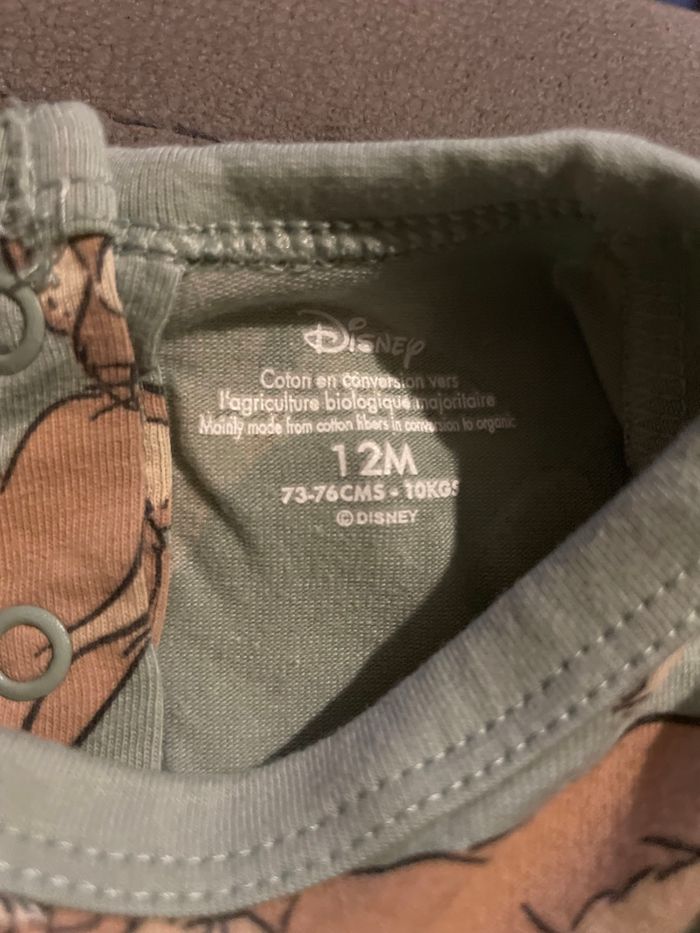 Disney
Coton en conversion vers
l'agriculture biologique majoritaire
Mainly made from cotton fibers in conversion to organic
12M
73-76CMS - 10KGS
©DISNEY